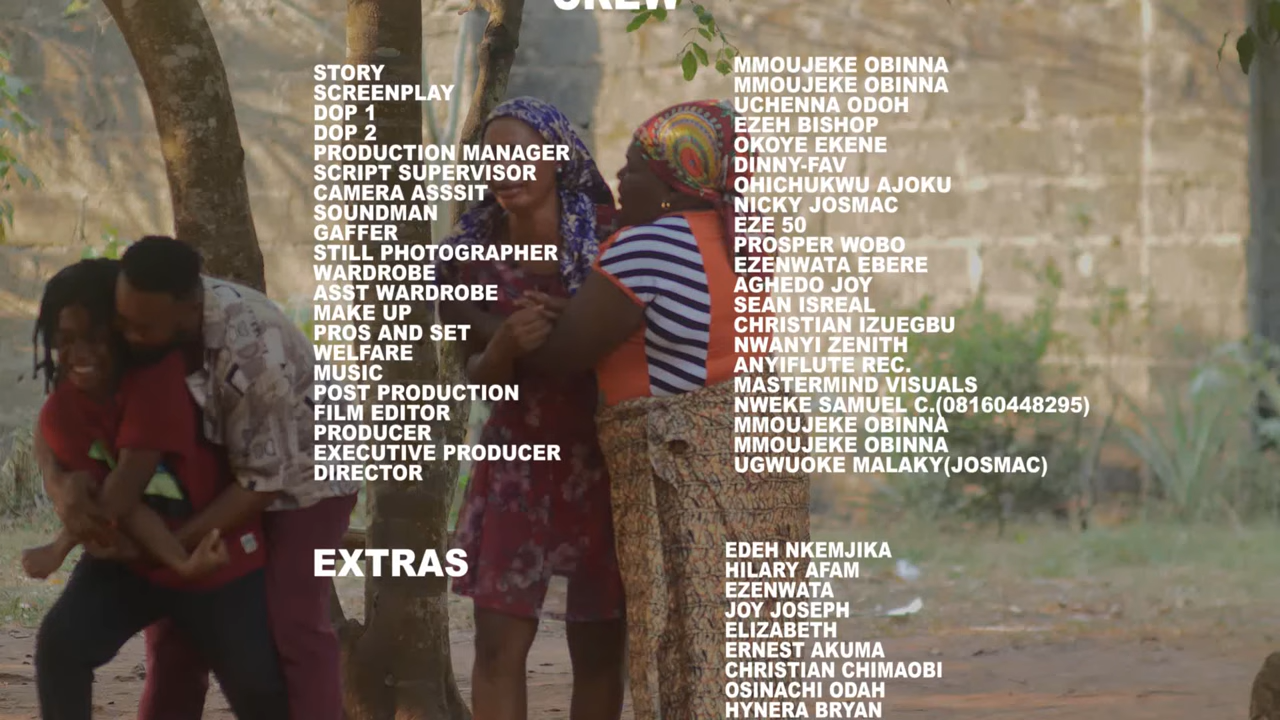 CREW
STORY MMOUJEKE OBINNA
SCREENPLAY MMOUJEKE OBINNA
DOP 1 UCHENNA ODOH
DOP 2 EZEH BISHOP
PRODUCTION MANAGER OKOYE EKENE
SCRIPT SUPERVISOR DINNY-FAV
CAMERA ASSSIT OHICHUKWU AJOKU
SOUNDMAN NICKY JOSMAC
GAFFER EZE 50
STILL PHOTOGRAPHER PROSPER WOBO
WARDROBE EZENWATA EBERE
ASST WARDROBE AGHEDO JOY
MAKE UP SEAN ISREAL
PROS AND SET CHRISTIAN IZUEGBU
WELFARE NWANYI ZENITH
MUSIC ANYIFLUTE REC.
POST PRODUCTION MASTERMIND VISUALS
FILM EDITOR NWEKE SAMUEL C.(08160448295)
PRODUCER MMOUJEKE OBINNA
EXECUTIVE PRODUCER MMOUJEKE OBINNA
DIRECTOR UGWUOKE MALAKY(JOSMAC)
EXTRAS
EDEH NKEMJIKA
HILARY AFAM
EZENWATA
JOY JOSEPH
ELIZABETH
ERNEST AKUMA
CHRISTIAN CHIMAOBI
OSINACHI ODAH
HYNERA BRYAN